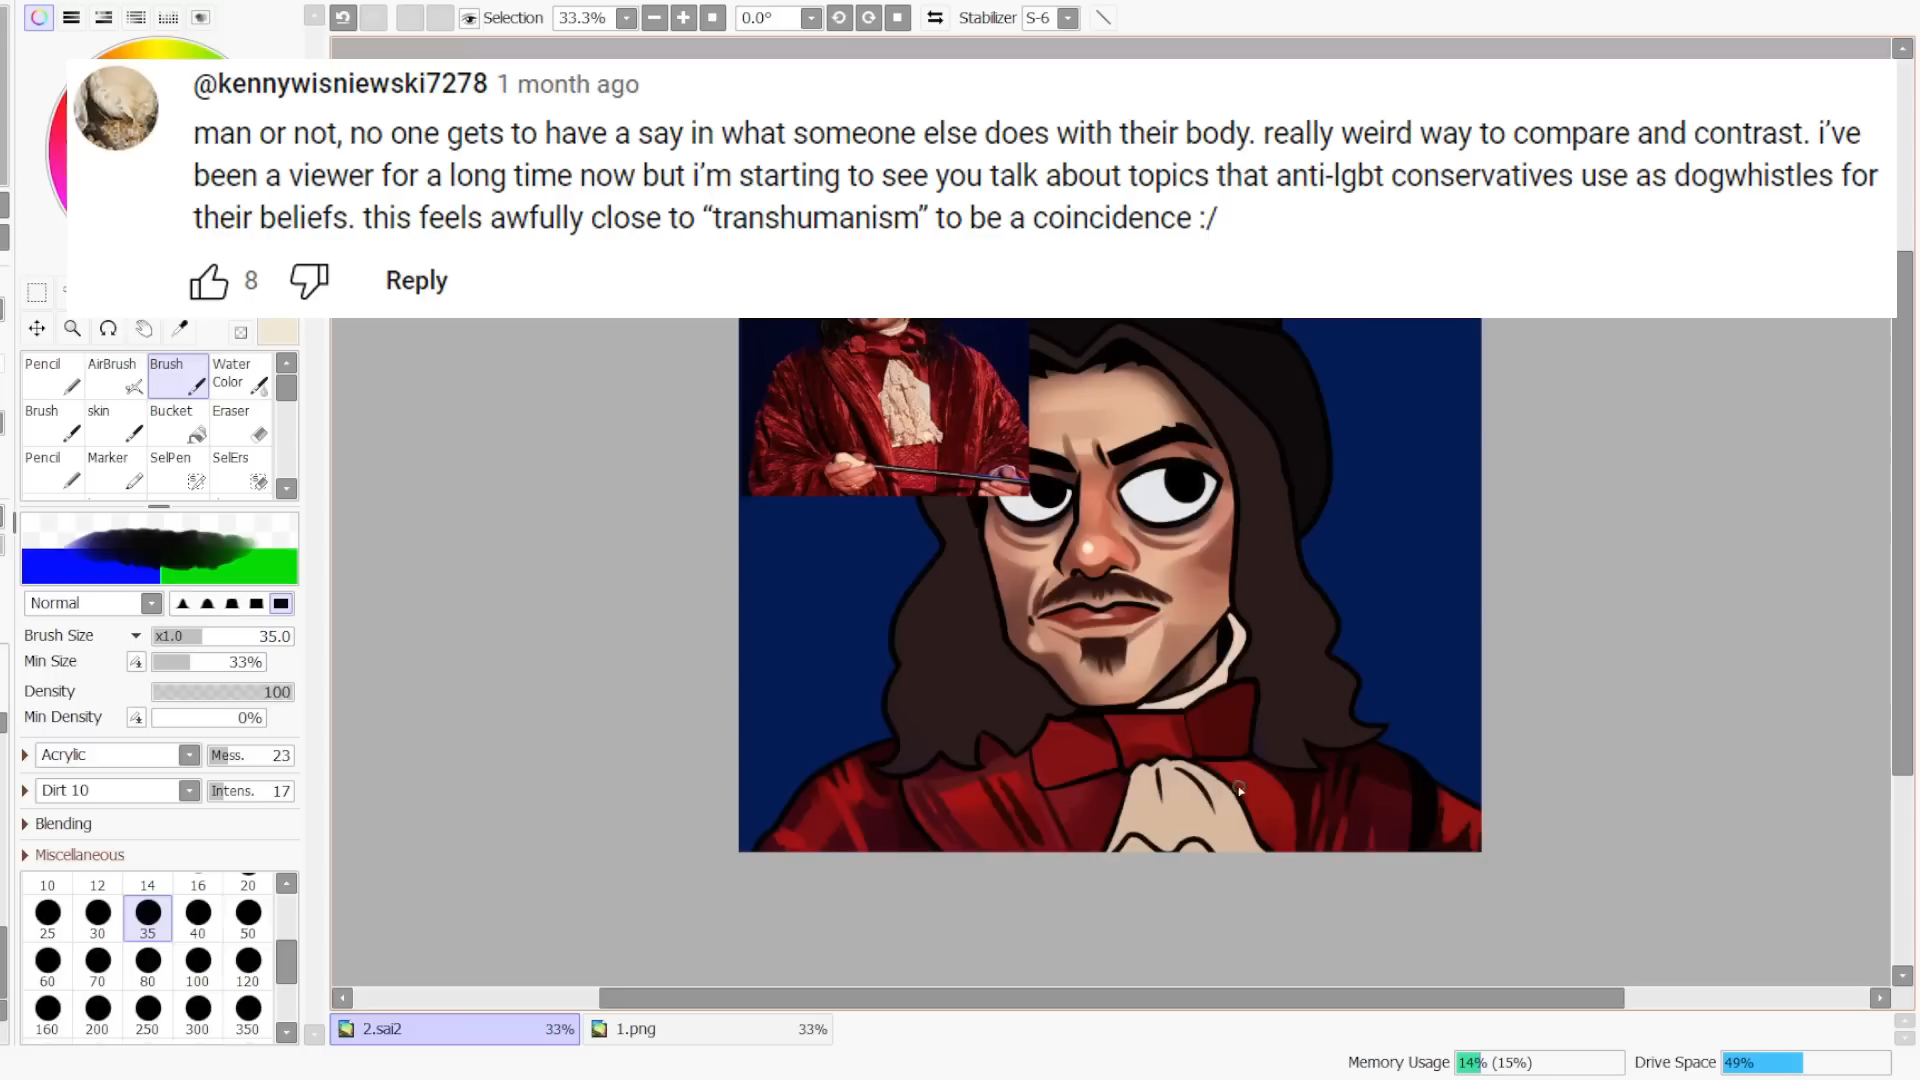 Selection 33.3% 0.0° Stabilizer S-6
@kennywisniewski7278 1 month ago
man or not, no one gets to have a say in what someone else does with their body. really weird way to compare and contrast. i've
been a viewer for a long time now but i'm starting to see you talk about topics that anti-lgbt conservatives use as dogwhistles for
their beliefs. this feels awfully close to “transhumanism” to be a coincidence :/
8 Reply
Pencil AirBrush Brush Water Color
Brush skin Bucket Eraser
Pencil Marker SelPen SelErs
Normal
Brush Size x1.0 35.0
Min Size 33%
Density 100
Min Density 0%
Acrylic Mess. 23
Dirt 10 Intens. 17
Blending
Miscellaneous
10 12 14 16 20
25 30 35 40 50
60 70 80 100 120
160 200 250 300 350
2.sai2 33% 1.png 33%
Memory Usage 14% (15%) Drive Space 49%